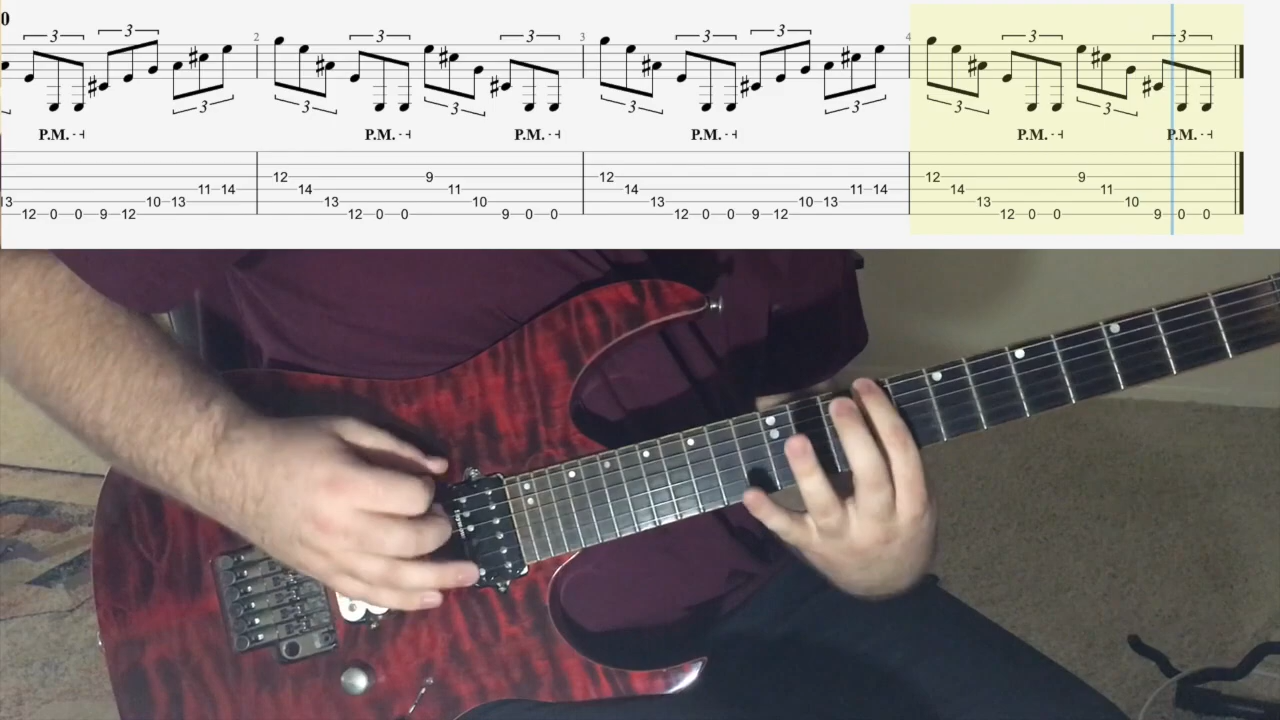 0
3 3 3 2 3 3 3 3 3 3 3 3 4 3 3 3 3
P.M. P.M. P.M. P.M. P.M. P.M.
12 9 12 12 9
14 11 14 11 14 14 11
11 14
13 10 13 13 10 13 10 13 13 10
12 0 0 9 12 12 0 0 9 0 0 12 0 0 9 12 12 0 0 9 0 0